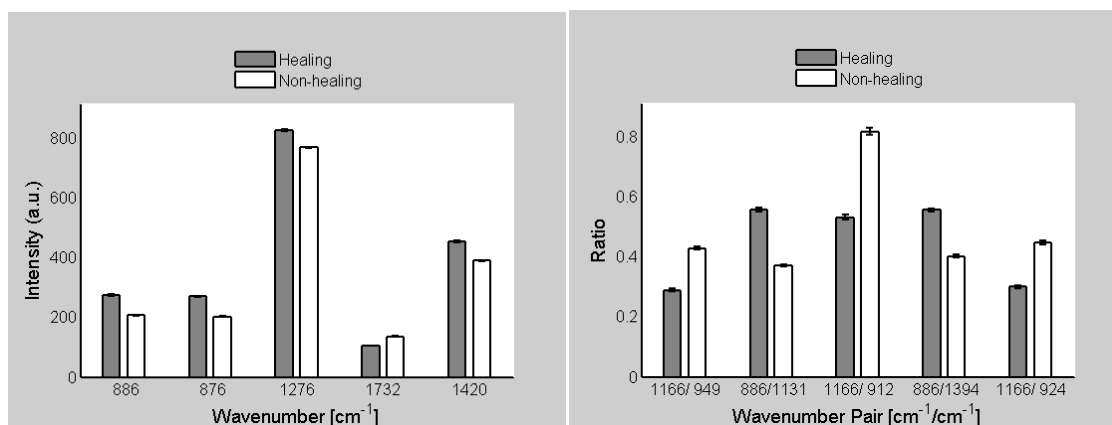 Healing
Non-healing
Intensity (a.u.)
800
600
400
200
0
886 876 1276 1732 1420
Wavenumber [cm⁻¹]
Healing
Non-healing
Ratio
0.8
0.6
0.4
0.2
0
1166/ 949 886/1131 1166/ 912 886/1394 1166/ 924
Wavenumber Pair [cm⁻¹/cm⁻¹]